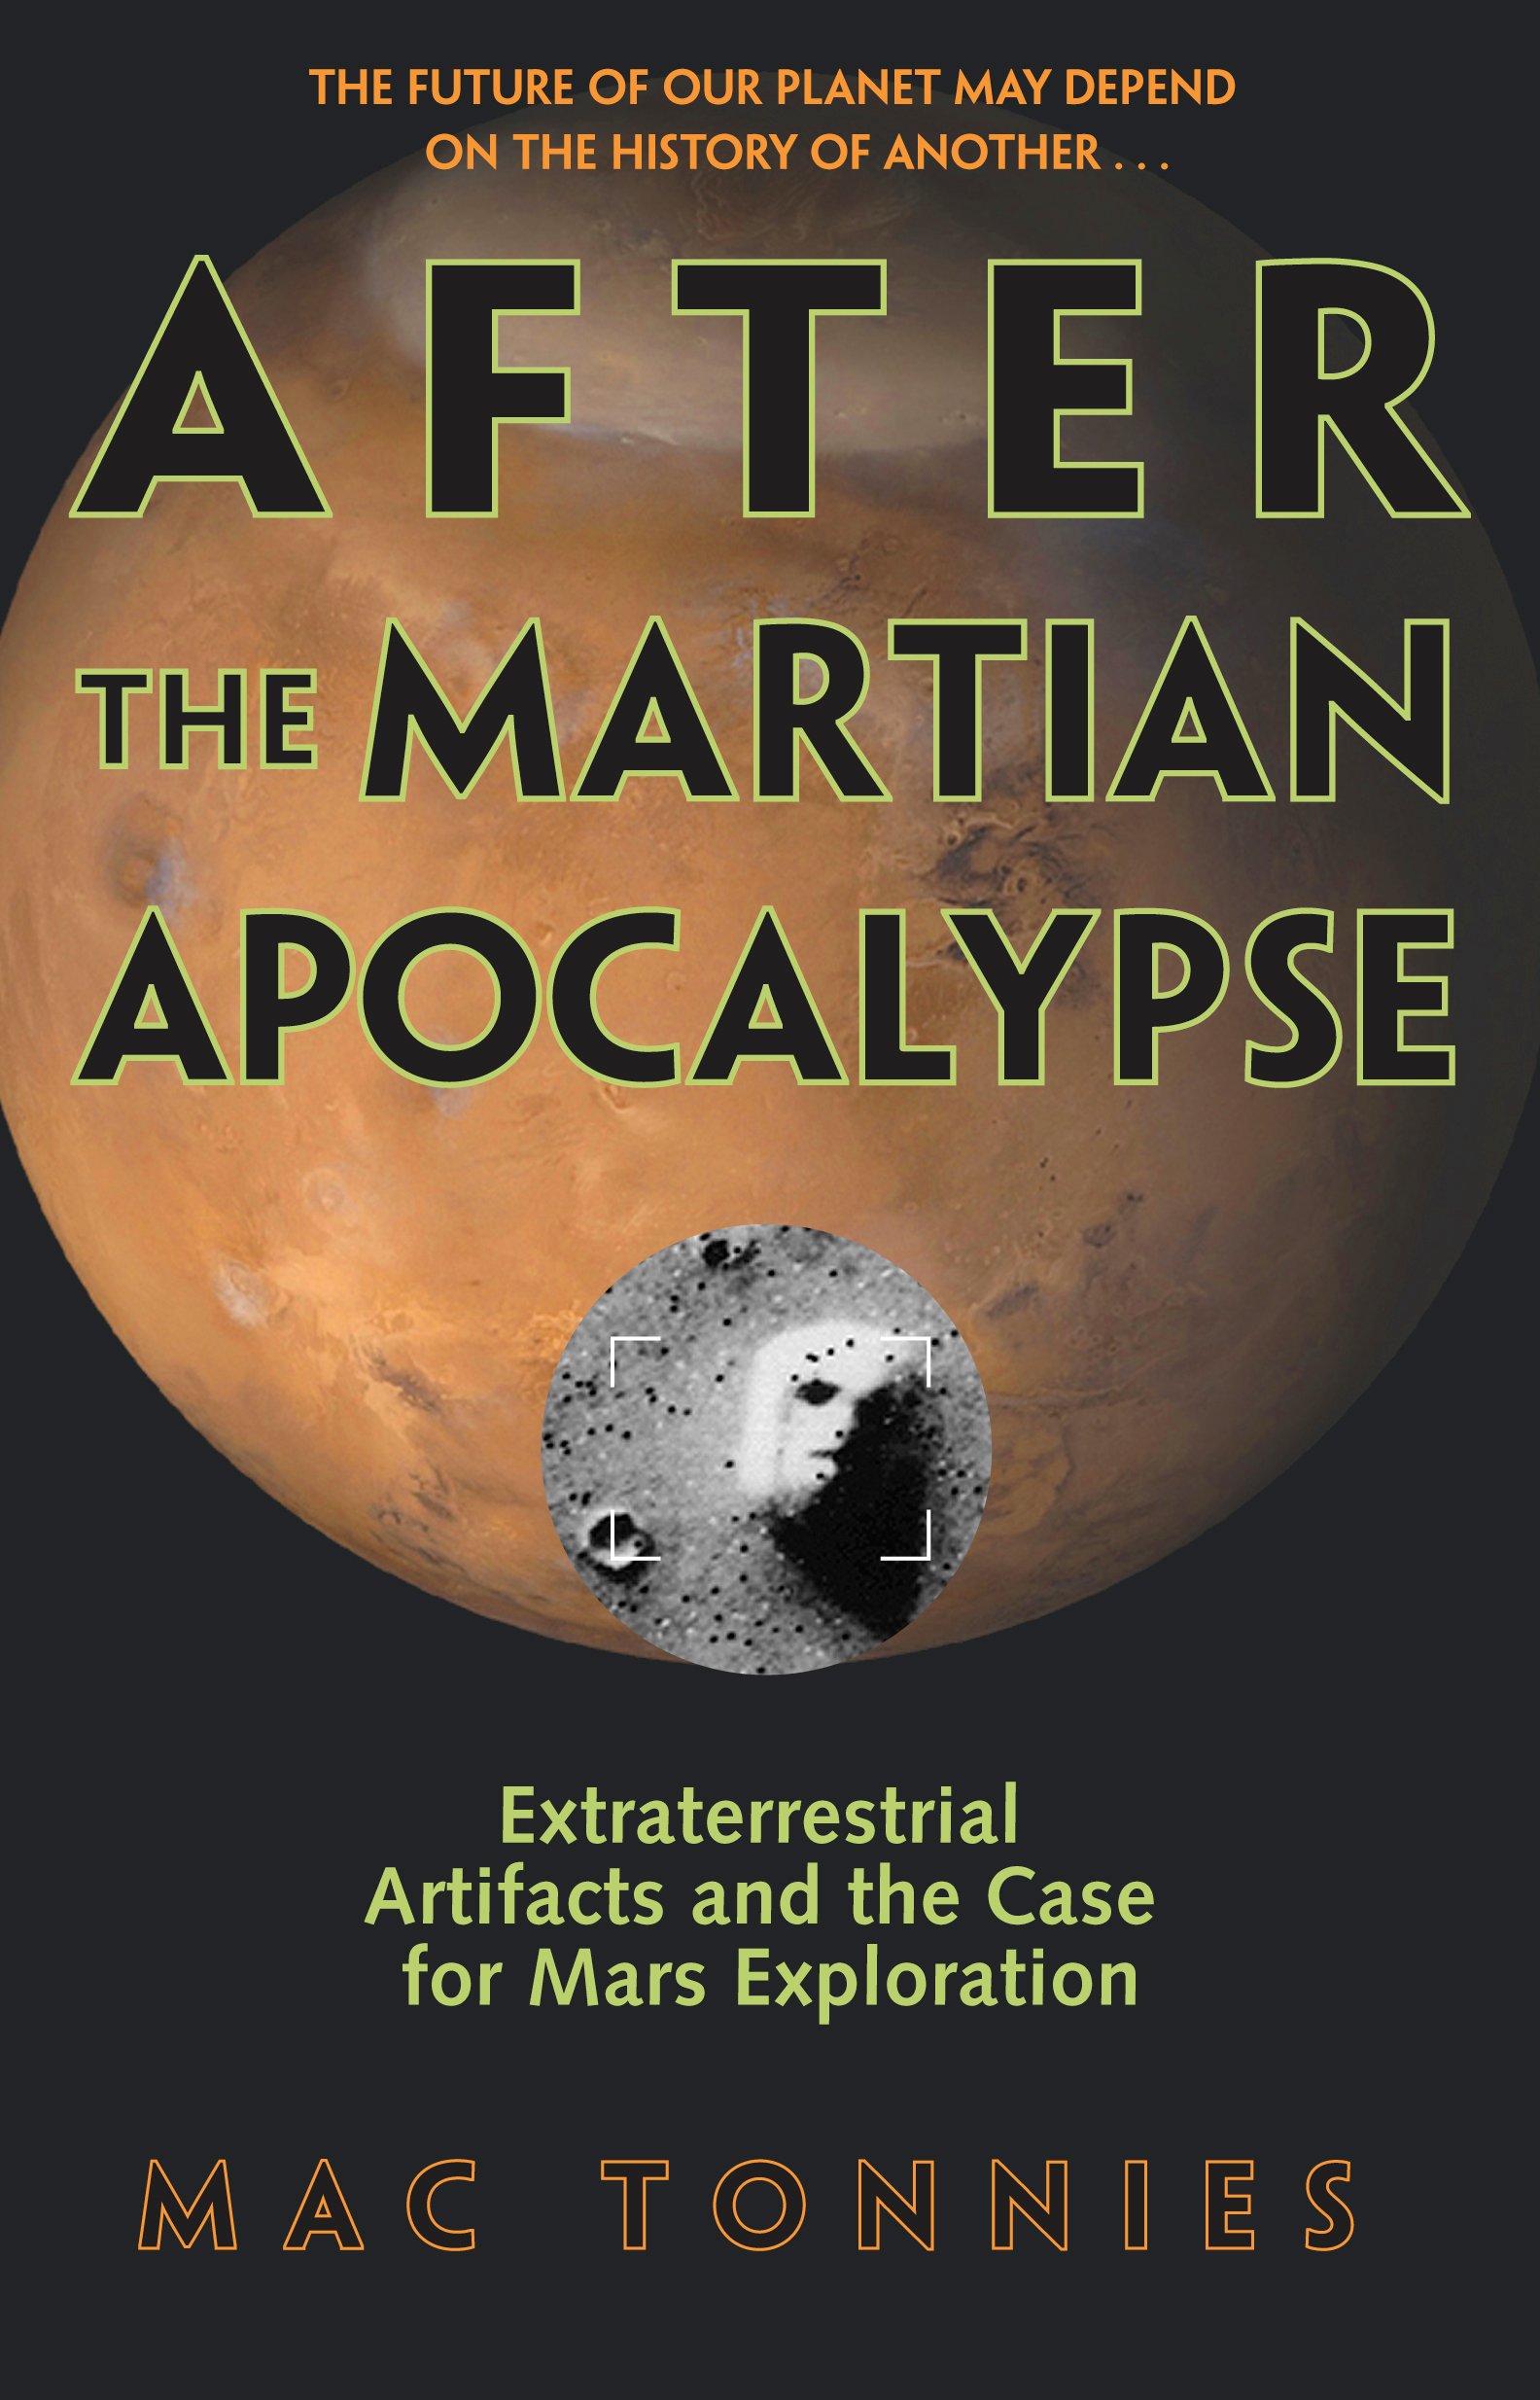 THE FUTURE OF OUR PLANET MAY DEPEND
ON THE HISTORY OF ANOTHER . . .
AFTER
THE MARTIAN
APOCALYPSE
Extraterrestrial
Artifacts and the Case
for Mars Exploration
MAC TONNIES